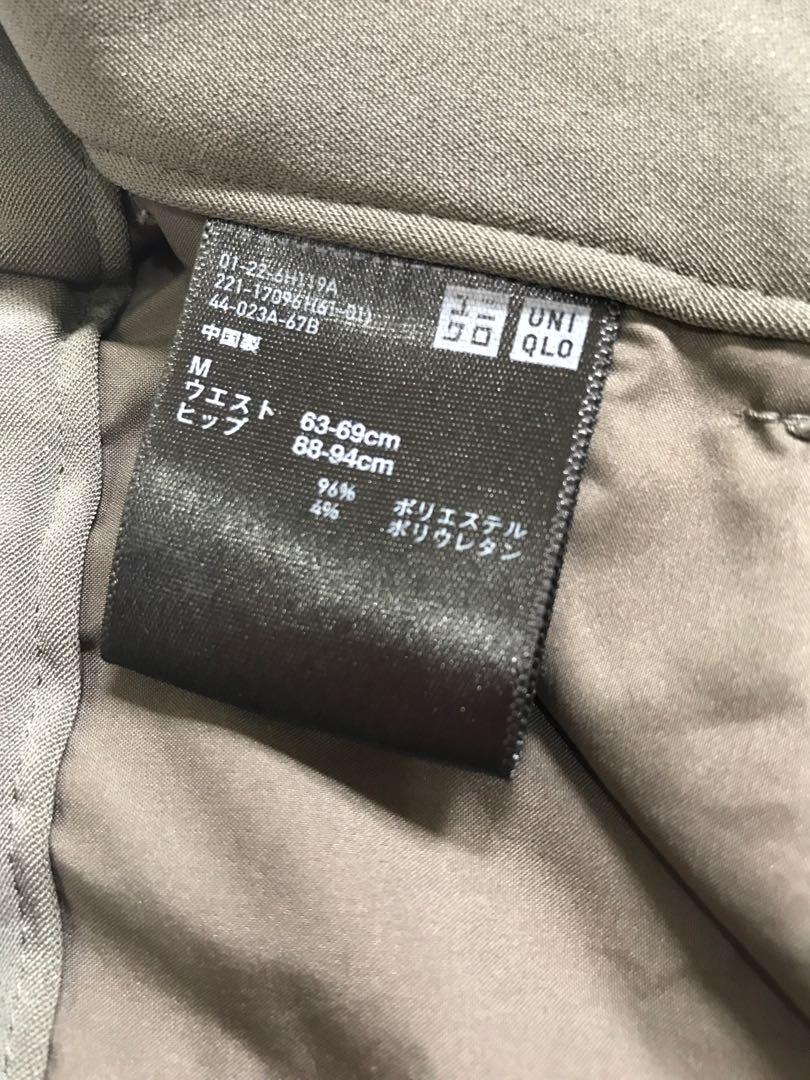 01-22-6H119A
221-170961(61-01)
44-023A-67B
ユニ
クロ
UNI
QLO
中国製
M
ウエスト 63-69cm
ヒップ 88-94cm
96% ポリエステル
4% ポリウレタン